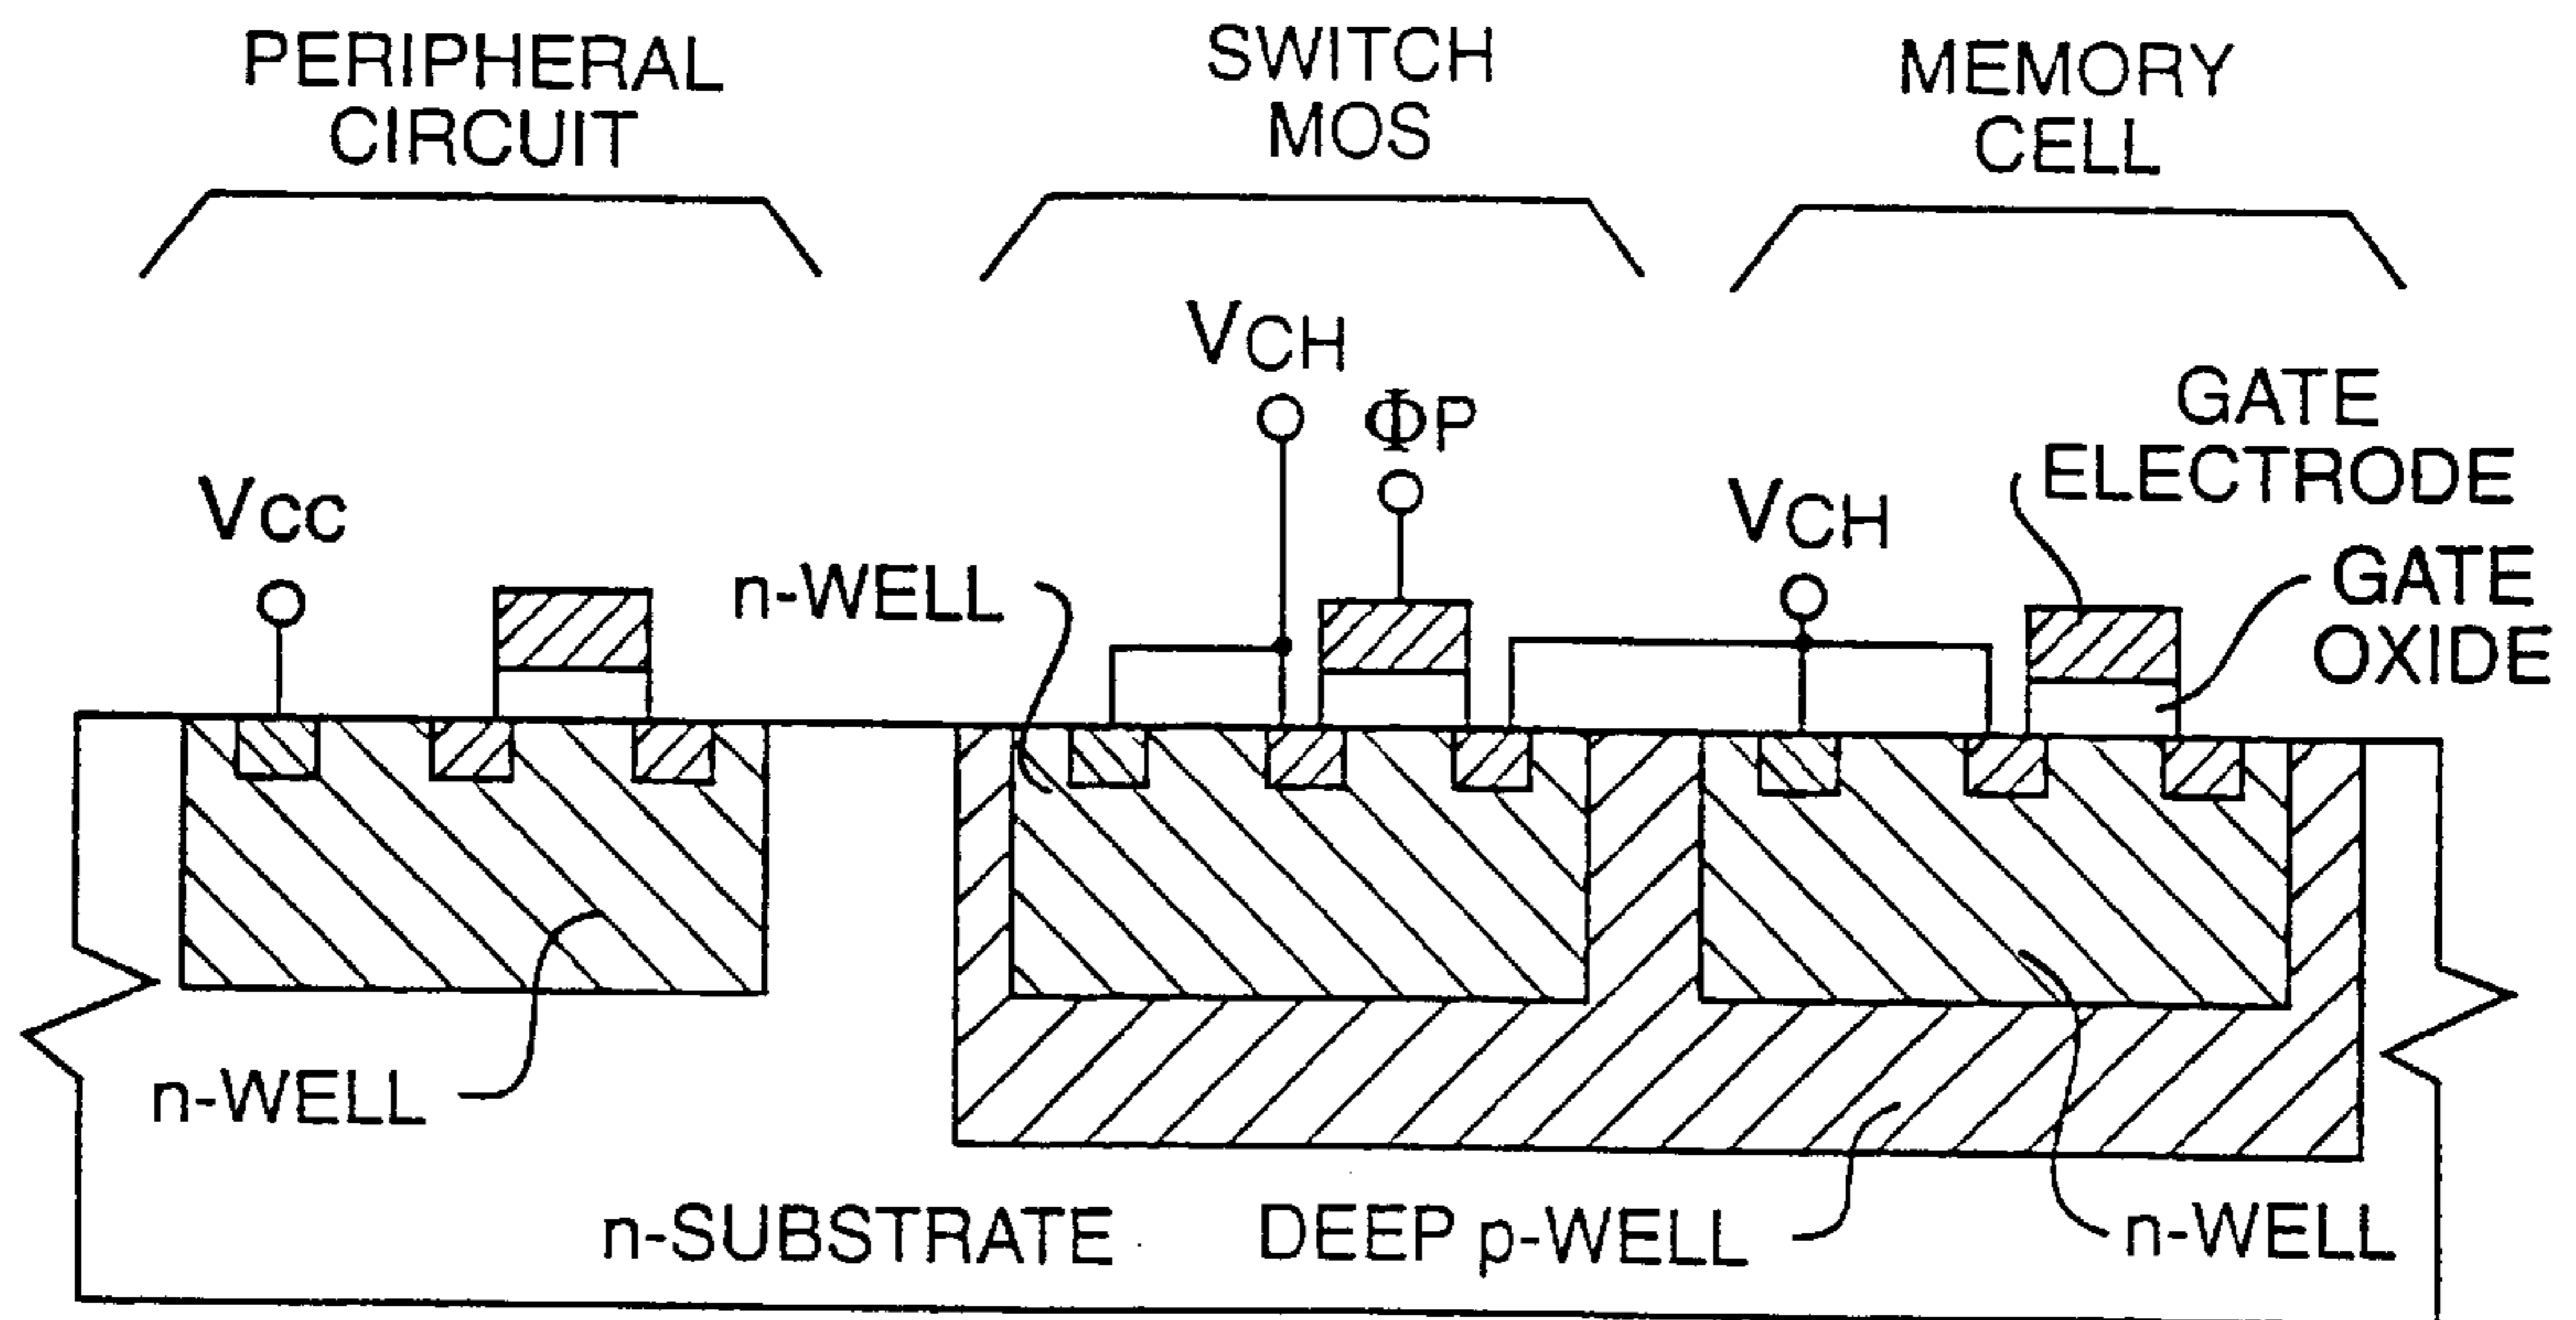 PERIPHERAL
CIRCUIT
SWITCH
MOS
MEMORY
CELL
VCH
ΦP
GATE
ELECTRODE
Vcc
n-WELL
VCH
GATE
OXIDE
n-WELL
n-SUBSTRATE
DEEP p-WELL
n-WELL